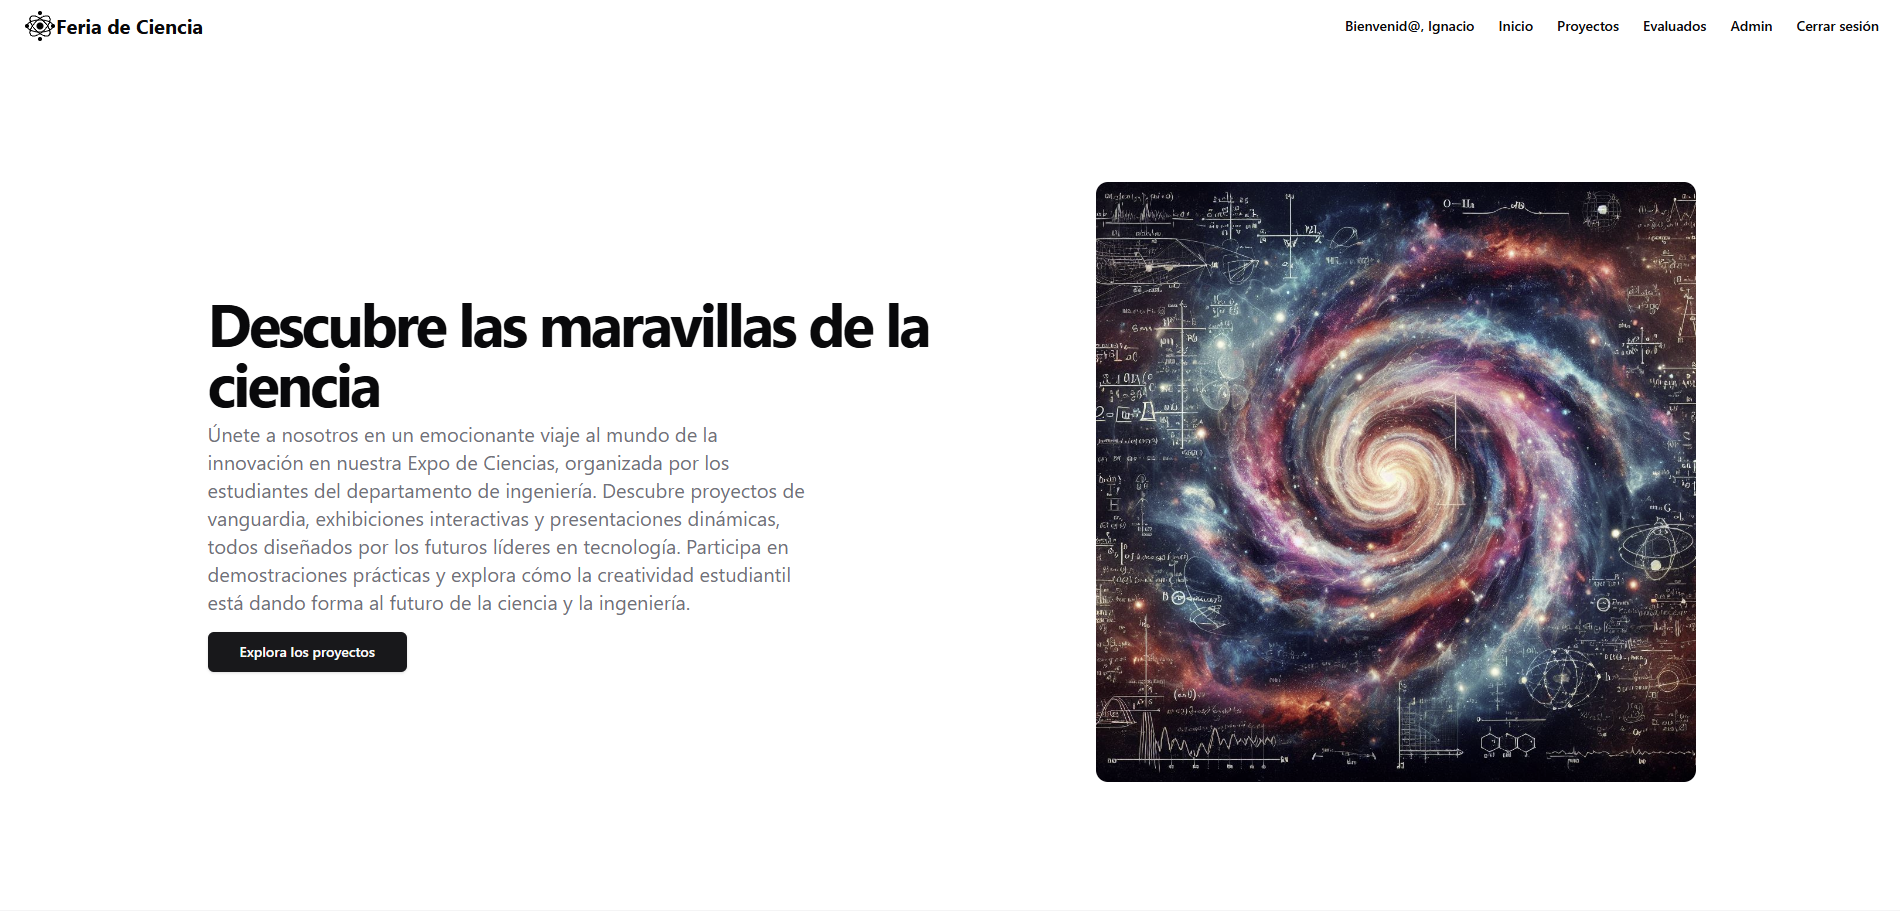 Feria de Ciencia
Bienvenid@, Ignacio Inicio Proyectos Evaluados Admin Cerrar sesión
Descubre las maravillas de la
ciencia
Únete a nosotros en un emocionante viaje al mundo de la
innovación en nuestra Expo de Ciencias, organizada por los
estudiantes del departamento de ingeniería. Descubre proyectos de
vanguardia, exhibiciones interactivas y presentaciones dinámicas,
todos diseñados por los futuros líderes en tecnología. Participa en
demostraciones prácticas y explora cómo la creatividad estudiantil
está dando forma al futuro de la ciencia y la ingeniería.
Explora los proyectos